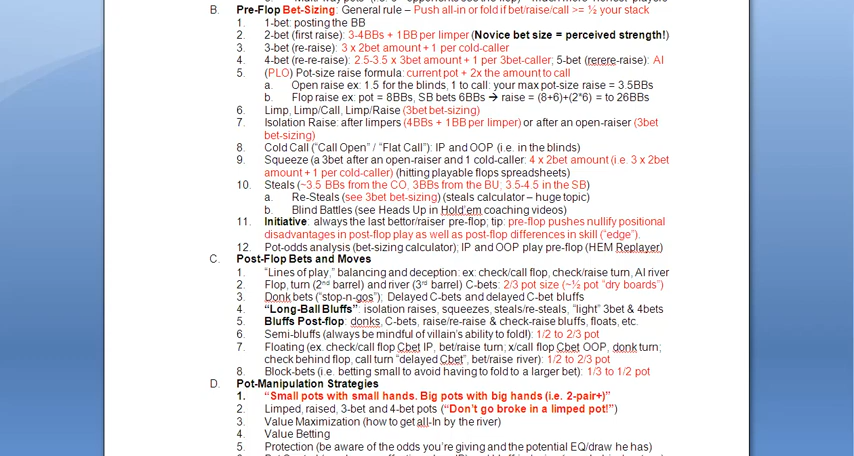 B. Pre-Flop Bet-Sizing: General rule – Push all-in or fold if bet/raise/call >= ½ your stack
1. 1-bet: posting the BB
2. 2-bet (first raise): 3-4BBs + 1BB per limper (Novice bet size = perceived strength!)
3. 3-bet (re-raise): 3 x 2bet amount + 1 per cold-caller
4. 4-bet (re-re-raise): 2.5-3.5 x 3bet amount + 1 per 3bet-caller; 5-bet (rerere-raise): AI
5. (PLO) Pot-size raise formula: current pot + 2x the amount to call
a. Open raise ex: 1.5 for the blinds, 1 to call: your max pot-size raise = 3.5BBs
b. Flop raise ex: pot = 8BBs, SB bets 6BBs → raise = (8+6)+(2*6) = to 26BBs
6. Limp, Limp/Call, Limp/Raise (3bet bet-sizing)
7. Isolation Raise: after limpers (4BBs + 1BB per limper) or after an open-raiser (3bet
bet-sizing)
8. Cold Call ("Call Open" / "Flat Call"): IP and OOP (i.e. in the blinds)
9. Squeeze (a 3bet after an open-raiser and 1 cold-caller: 4 x 2bet amount (i.e. 3 x 2bet
amount + 1 per cold-caller) (hitting playable flops spreadsheets)
10. Steals (~3.5 BBs from the CO, 3BBs from the BU; 3.5-4.5 in the SB)
a. Re-Steals (see 3bet bet-sizing) (steals calculator – huge topic)
b. Blind Battles (see Heads Up in Hold'em coaching videos)
11. Initiative: always the last bettor/raiser pre-flop; tip: pre-flop pushes nullify positional
disadvantages in post-flop play as well as post-flop differences in skill ("edge").
12. Pot-odds analysis (bet-sizing calculator); IP and OOP play pre-flop (HEM Replayer)
C. Post-Flop Bets and Moves
1. "Lines of play," balancing and deception: ex: check/call flop, check/raise turn, AI river
2. Flop, turn (2nd barrel) and river (3rd barrel) C-bets: 2/3 pot size (~½ pot "dry boards")
3. Donk bets ("stop-n-gos"); Delayed C-bets and delayed C-bet bluffs
4. "Long-Ball Bluffs": isolation raises, squeezes, steals/re-steals, "light" 3bet & 4bets
5. Bluffs Post-flop: donks, C-bets, raise/re-raise & check-raise bluffs, floats, etc.
6. Semi-bluffs (always be mindful of villain's ability to fold!): 1/2 to 2/3 pot
7. Floating (ex. check/call flop Cbet IP, bet/raise turn; x/call flop Cbet OOP, donk turn;
check behind flop, call turn "delayed Cbet", bet/raise river): 1/2 to 2/3 pot
8. Block-bets (i.e. betting small to avoid having to fold to a larger bet): 1/3 to 1/2 pot
D. Pot-Manipulation Strategies
1. "Small pots with small hands. Big pots with big hands (i.e. 2-pair+)"
2. Limped, raised, 3-bet and 4-bet pots ("Don't go broke in a limped pot!")
3. Value Maximization (how to get all-In by the river)
4. Value Betting
5. Protection (be aware of the odds you're giving and the potential EQ/draw he has)